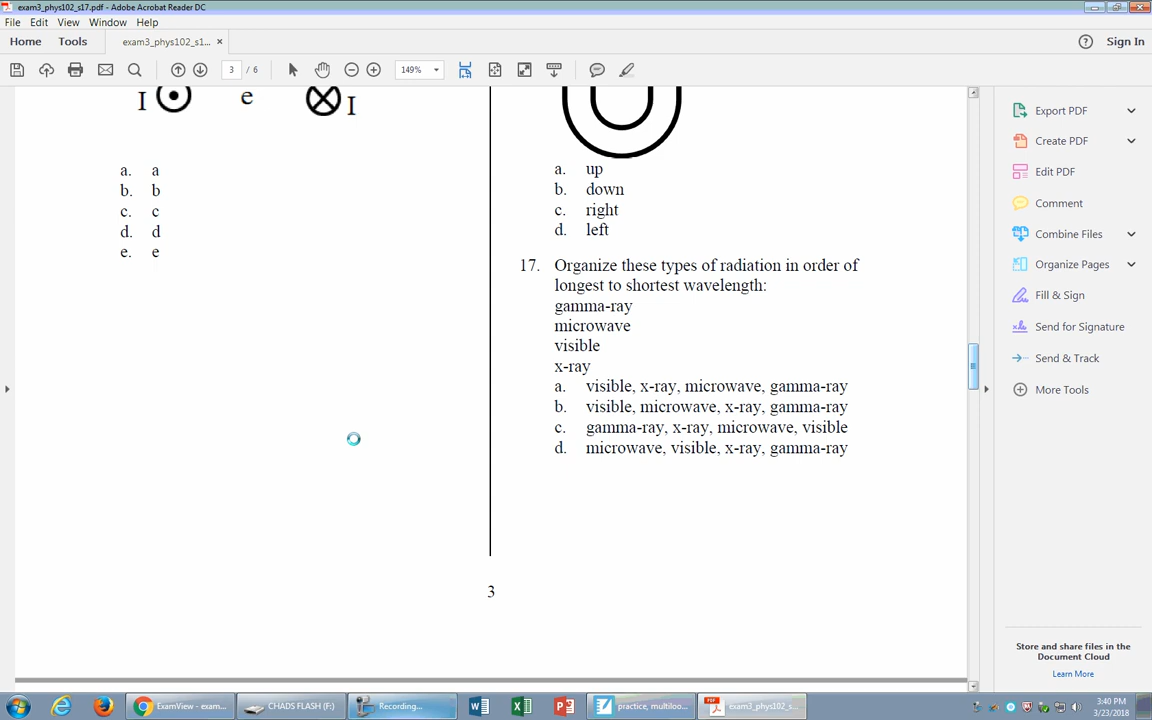 exam3_phys102_s17.pdf - Adobe Acrobat Reader DC
File Edit View Window Help
Home Tools exam3_phys102_s1... × Sign In
3 / 6 149%
I e I
a. a
b. b
c. c
d. d
e. e
a. up
b. down
c. right
d. left
17. Organize these types of radiation in order of
longest to shortest wavelength:
gamma-ray
microwave
visible
x-ray
a. visible, x-ray, microwave, gamma-ray
b. visible, microwave, x-ray, gamma-ray
c. gamma-ray, x-ray, microwave, visible
d. microwave, visible, x-ray, gamma-ray
3
Export PDF
Create PDF
Edit PDF
Comment
Combine Files
Organize Pages
Fill & Sign
Send for Signature
Send & Track
More Tools
Store and share files in the
Document Cloud
Learn More
ExamView - exam...
CHADS FLASH (F:)
Recording...
practice, multiloo...
exam3_phys102_s...
3:40 PM
3/23/2018